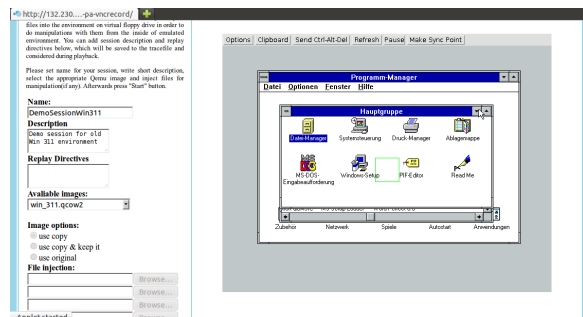 http://132.230....-pa-vncrecord/
files into the environment on virtual floppy drive in order to
do manipulations with them from the inside of emulated
environment. You can add session description and replay
directives below, which will be saved to the tracefile and
considered during playback.
Please set name for your session, write short description,
select the appropriate Qemu image and inject files for
manipulation(if any). Afterwards press "Start" button.
Name:
DemoSessionWin311
Description
Demo session for old
Win 311 environment
Replay Directives
Avaliable images:
win_311.qcow2
Image options:
use copy
use copy & keep it
use original
File injection:
Browse...
Browse...
Browse...
Applet started
Options Clipboard Send Ctrl-Alt-Del Refresh Pause Make Sync Point
Programm-Manager
Datei Optionen Fenster Hilfe
Hauptgruppe
Datei-Manager Systemsteuerung Druck-Manager Ablagemappe
MS-DOS-
Eingabeaufforderung Windows-Setup PIF-Editor Read Me
Zubehör Netzwerk Spiele Autostart Anwendungen